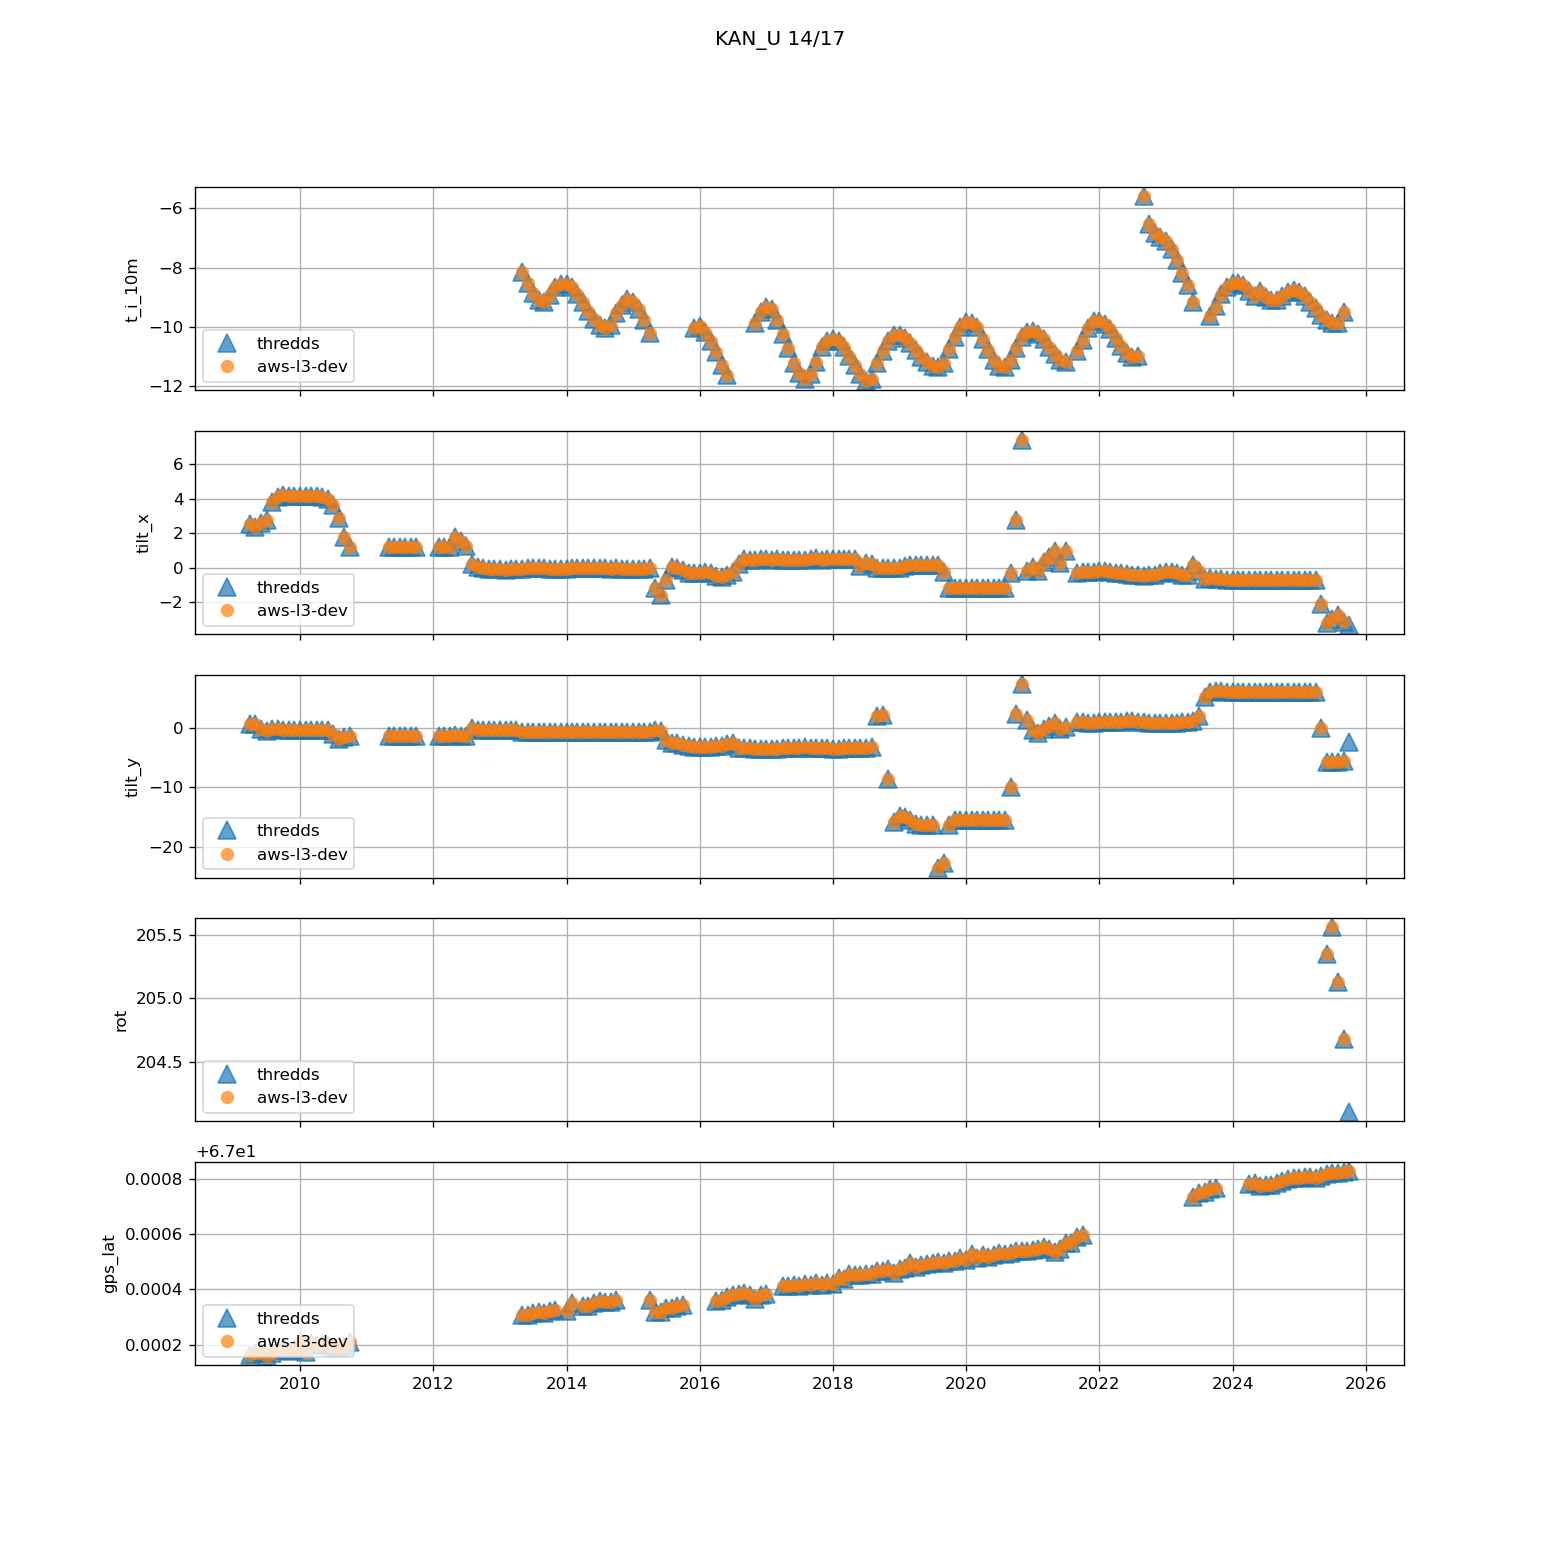 KAN_U 14/17
t_i_10m
−6
−8
−10
−12
thredds
aws-l3-dev
tilt_x
6
4
2
0
−2
thredds
aws-l3-dev
tilt_y
0
−10
−20
thredds
aws-l3-dev
rot
205.5
205.0
204.5
thredds
aws-l3-dev
+6.7e1
gps_lat
0.0008
0.0006
0.0004
0.0002
thredds
aws-l3-dev
2010 2012 2014 2016 2018 2020 2022 2024 2026